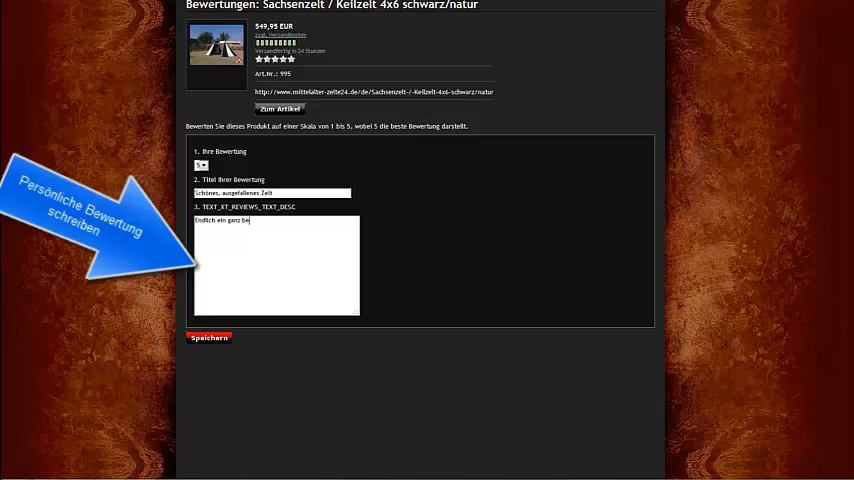 Bewertungen: Sachsenzelt / Keilzelt 4x6 schwarz/natur
549,95 EUR
zzgl. Versandkosten
Versandfertig in 24 Stunden
Art.Nr.: 995
http://www.mittelalter-zelte24.de/de/Sachsenzelt-/-Keilzelt-4x6-schwarz/natur
Zum Artikel
Bewerten Sie dieses Produkt auf einer Skala von 1 bis 5, wobei 5 die beste Bewertung darstellt.
1. Ihre Bewertung
5
2. Titel Ihrer Bewertung
Schönes, ausgefallenes Zelt
3. TEXT_XT_REVIEWS_TEXT_DESC
Endlich ein ganz be
Persönliche Bewertung
schreiben
Speichern